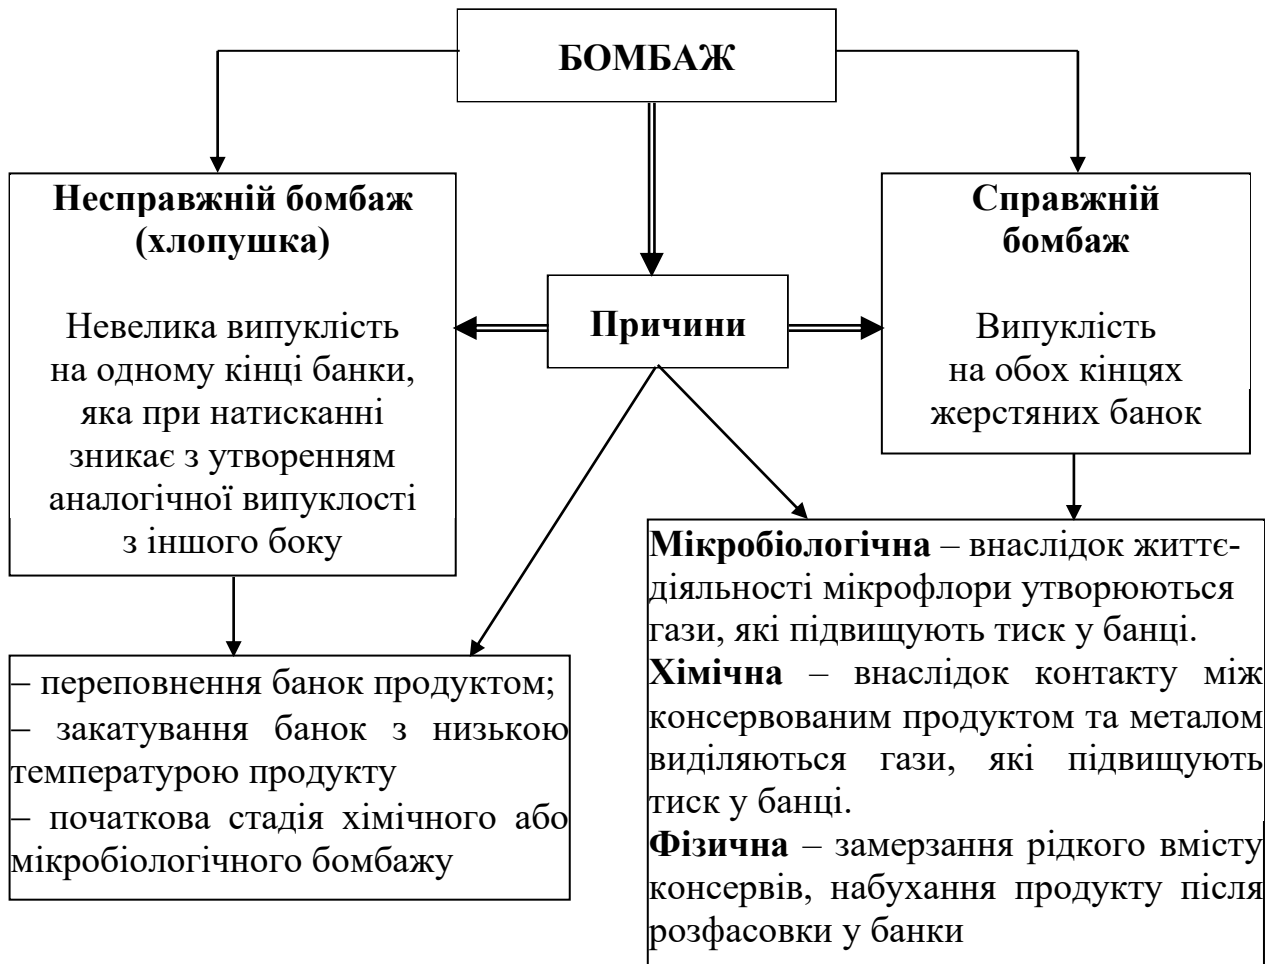 БОМБАЖ
Несправжній бомбаж
(хлопушка)
Невелика випуклість
на одному кінці банки,
яка при натисканні
зникає з утворенням
аналогічної випуклості
з іншого боку
Причини
Справжній
бомбаж
Випуклість
на обох кінцях
жерстяних банок
– переповнення банок продуктом;
– закатування банок з низькою
температурою продукту
– початкова стадія хімічного або
мікробіологічного бомбажу
Мікробіологічна – внаслідок життє-
діяльності мікрофлори утворюються
гази, які підвищують тиск у банці.
Хімічна – внаслідок контакту між
консервованим продуктом та металом
виділяються гази, які підвищують
тиск у банці.
Фізична – замерзання рідкого вмісту
консервів, набухання продукту після
розфасовки у банки